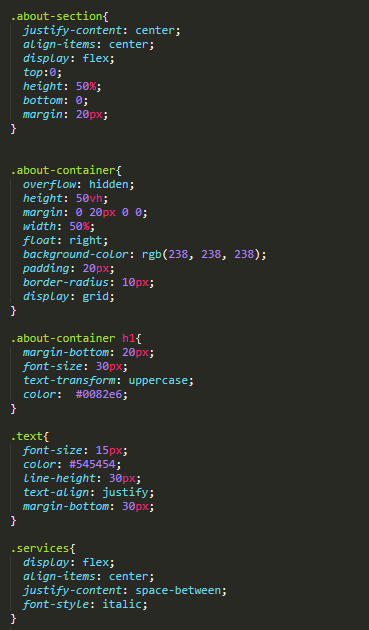 .about-section{
justify-content: center;
align-items: center;
display: flex;
top:0;
height: 50%;
bottom: 0;
margin: 20px;
}
.about-container{
overflow: hidden;
height: 50vh;
margin: 0 20px 0 0;
width: 50%;
float: right;
background-color: rgb(238, 238, 238);
padding: 20px;
border-radius: 10px;
display: grid;
}
.about-container h1{
margin-bottom: 20px;
font-size: 30px;
text-transform: uppercase;
color:  #0082e6;
}
.text{
font-size: 15px;
color: #545454;
line-height: 30px;
text-align: justify;
margin-bottom: 30px;
}
.services{
display: flex;
align-items: center;
justify-content: space-between;
font-style: italic;
}